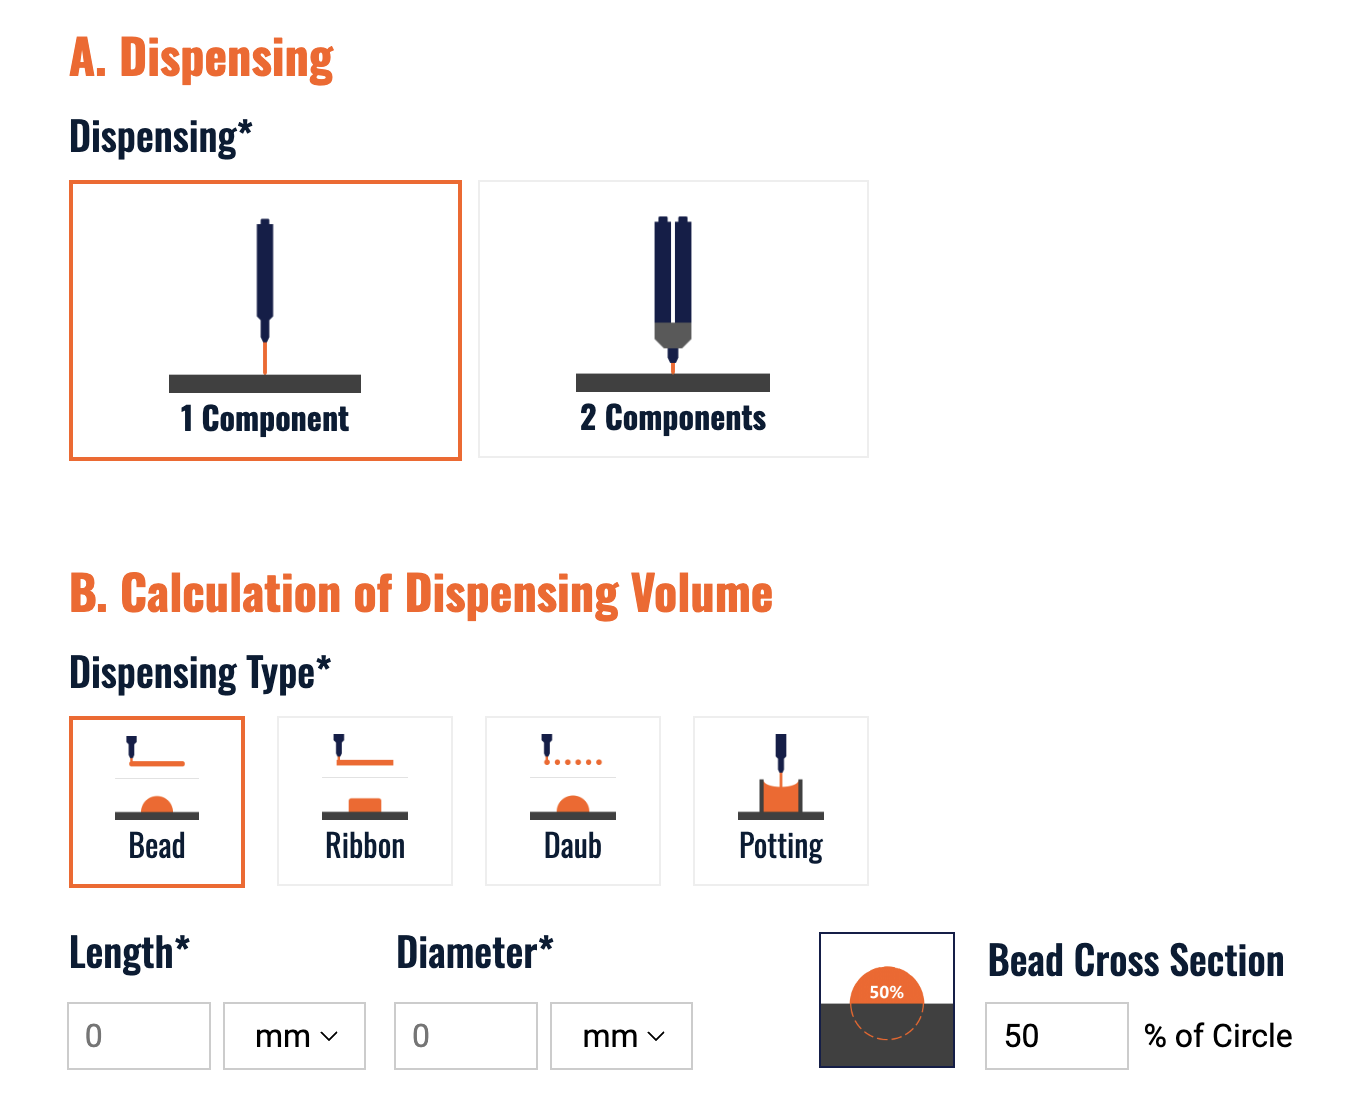 A. Dispensing
Dispensing*
1 Component
2 Components
B. Calculation of Dispensing Volume
Dispensing Type*
Bead
Ribbon
Daub
Potting
Length*
Diameter*
50%
Bead Cross Section
0
mm
0
mm
50
% of Circle